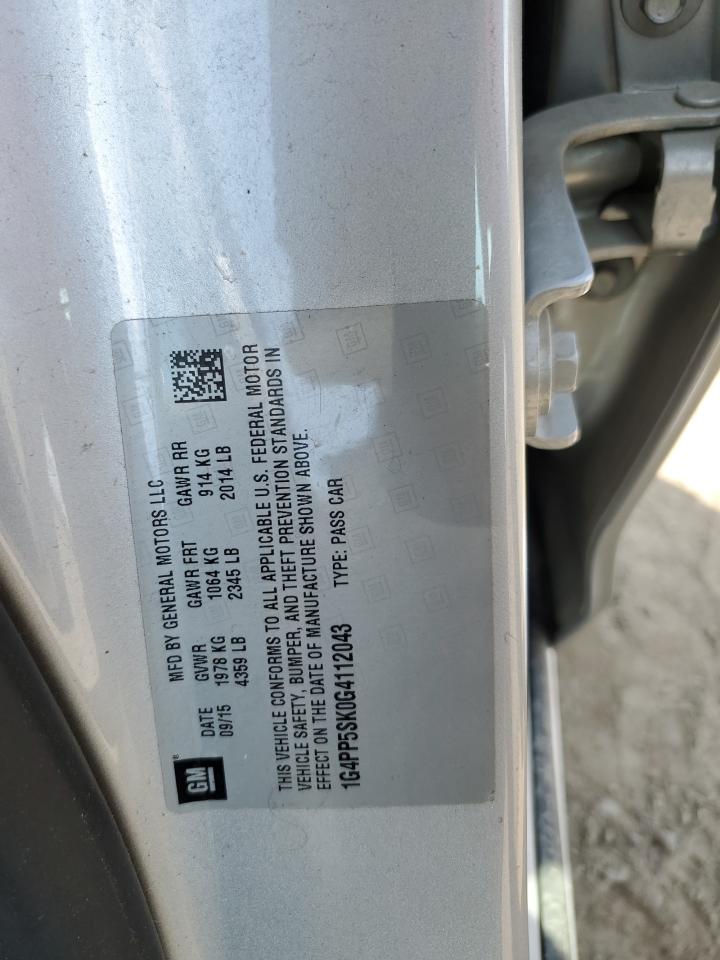 GM®
MFD BY GENERAL MOTORS LLC
DATE GVWR GAWR FRT GAWR RR
09/15 1978 KG 1064 KG 914 KG
4359 LB 2345 LB 2014 LB
THIS VEHICLE CONFORMS TO ALL APPLICABLE U.S. FEDERAL MOTOR
VEHICLE SAFETY, BUMPER, AND THEFT PREVENTION STANDARDS IN
EFFECT ON THE DATE OF MANUFACTURE SHOWN ABOVE.
1G4PP5SK0G4112043 TYPE: PASS CAR